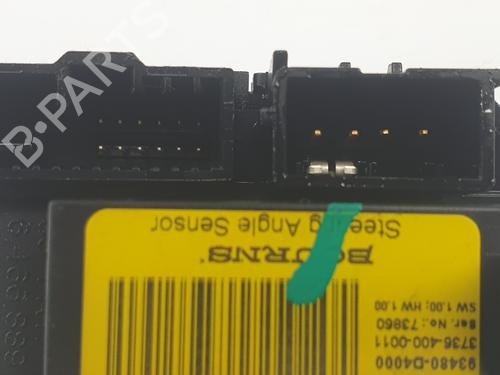 93480-D4000
3736-400-0011
Ser. No.: 73860
SW 1.00; HW 1.00
BOURNS
Steering Angle Sensor
B-PARTS